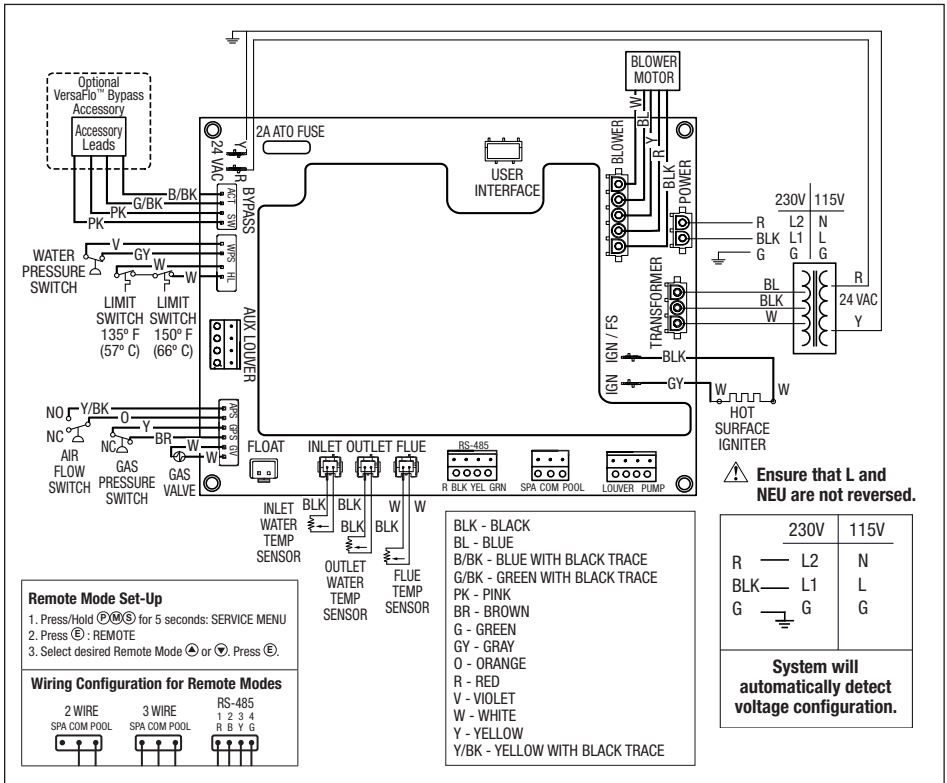 Optional
VersaFlo™ Bypass
Accessory
Accessory
Leads
B/BK
G/BK
PK
PK
ACT
SW
BYPASS
24 VAC
Y
R
2A ATO FUSE
USER
INTERFACE
BLOWER
MOTOR
W
BL
Y
R
BLK
BLOWER
POWER
230V 115V
R L2 N
BLK L1 L
G G G
TRANSFORMER
BL
BLK
W
R
24 VAC
Y
IGN / FS
IGN
BLK
GY
W
W
HOT
SURFACE
IGNITER
WATER
PRESSURE
SWITCH
V
GY
W
W
WPS
HL
LIMIT
SWITCH
135º F
(57º C)
LIMIT
SWITCH
150º F
(66º C)
AUX LOUVER
NO
NC
AIR
FLOW
SWITCH
Y/BK
O
Y
BR
W
W
NC
GAS
PRESSURE
SWITCH
GAS
VALVE
APS
GPS
GV
FLOAT
INLET OUTLET FLUE
RS-485
R BLK YEL GRN
SPA COM POOL
LOUVER PUMP
BLK BLK
BLK BLK
W W
INLET
WATER
TEMP
SENSOR
OUTLET
WATER
TEMP
SENSOR
FLUE
TEMP
SENSOR
BLK - BLACK
BL - BLUE
B/BK - BLUE WITH BLACK TRACE
G/BK - GREEN WITH BLACK TRACE
PK - PINK
BR - BROWN
G - GREEN
GY - GRAY
O - ORANGE
R - RED
V - VIOLET
W - WHITE
Y - YELLOW
Y/BK - YELLOW WITH BLACK TRACE
Ensure that L and
NEU are not reversed.
230V 115V
R L2 N
BLK L1 L
G G G
System will
automatically detect
voltage configuration.
Remote Mode Set-Up
1. Press/Hold Ⓟ Ⓜ Ⓢ for 5 seconds: SERVICE MENU
2. Press Ⓔ : REMOTE
3. Select desired Remote Mode ▲ or ▼. Press Ⓔ.
Wiring Configuration for Remote Modes
2 WIRE
SPA COM POOL
3 WIRE
SPA COM POOL
RS-485
1 2 3 4
R B Y G